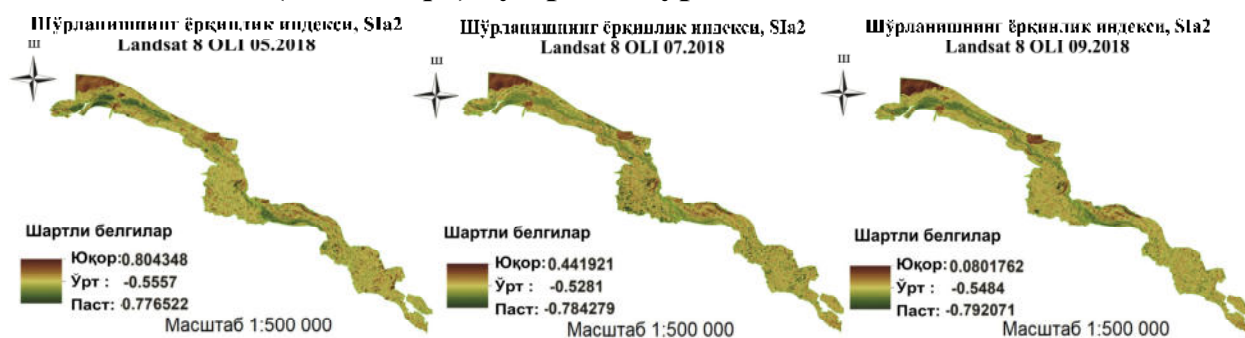 Шўрланишнинг ёрқинлик индекси, SIa2
Landsat 8 OLI 05.2018
Ш
Шартли белгилар
Юқор: 0.804348
Ўрт : -0.5557
Паст: -0.776522
Масштаб 1:500 000
Шўрланишнинг ёрқинлик индекси, SIa2
Landsat 8 OLI 07.2018
Ш
Шартли белгилар
Юқор: 0.441921
Ўрт : -0.5281
Паст: -0.784279
Масштаб 1:500 000
Шўрланишнинг ёрқинлик индекси, SIa2
Landsat 8 OLI 09.2018
Ш
Шартли белгилар
Юқор: 0.0801762
Ўрт : -0.5484
Паст: -0.792071
Масштаб 1:500 000